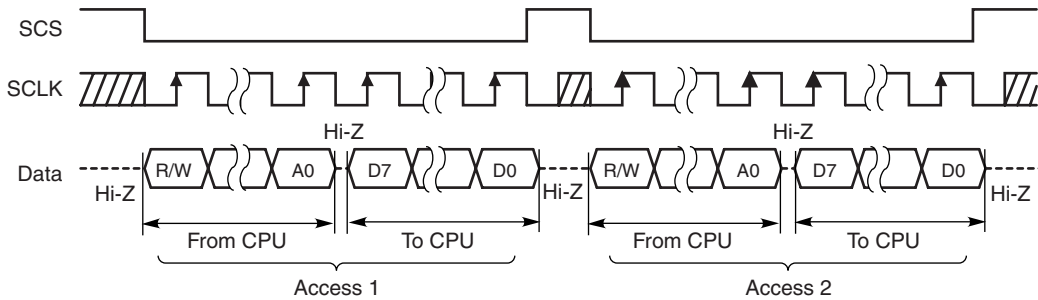 SCS
SCLK
Hi-Z Hi-Z
Data R/W A0 D7 D0 R/W A0 D7 D0
Hi-Z Hi-Z Hi-Z
From CPU To CPU From CPU To CPU
Access 1 Access 2